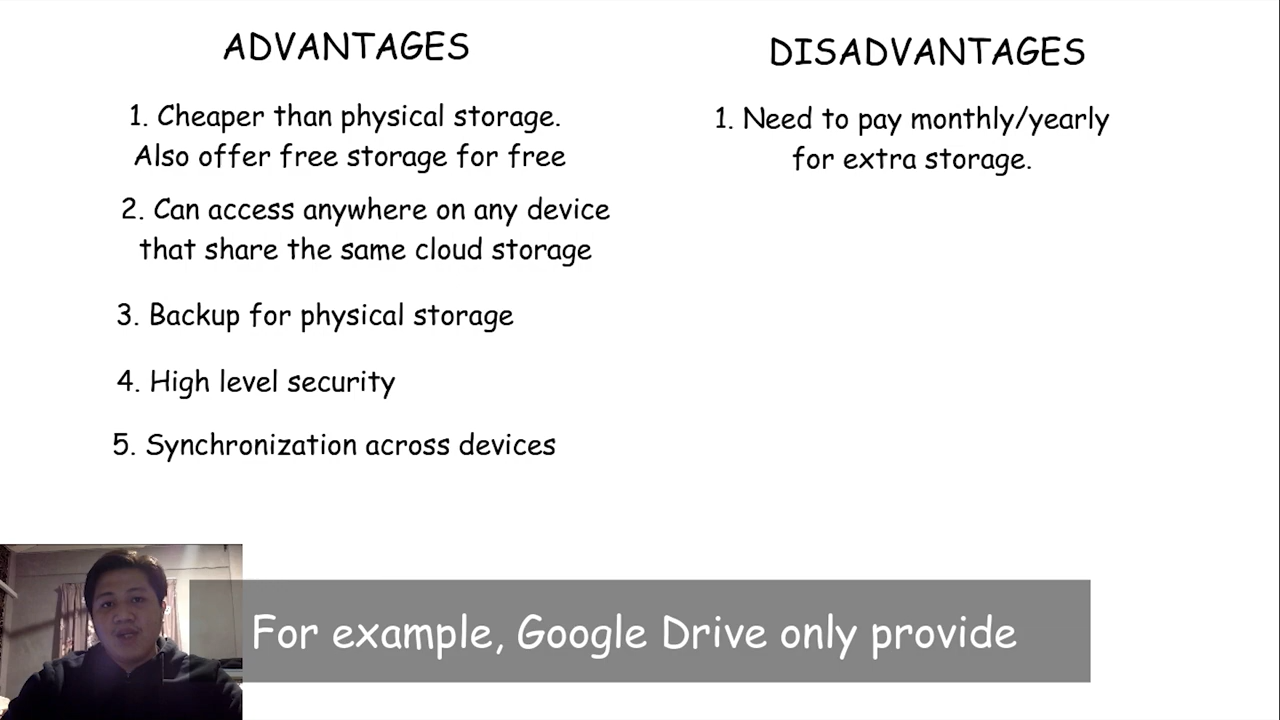 ADVANTAGES
1. Cheaper than physical storage.
Also offer free storage for free
2. Can access anywhere on any device
that share the same cloud storage
3. Backup for physical storage
4. High level security
5. Synchronization across devices
DISADVANTAGES
1. Need to pay monthly/yearly
for extra storage.
For example, Google Drive only provide